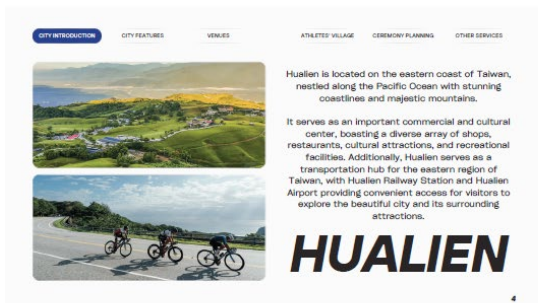 CITY INTRODUCTION
CITY FEATURES
VENUES
ATHLETES' VILLAGE
CEREMONY PLANNING
OTHER SERVICES
Hualien is located on the eastern coast of Taiwan,
nestled along the Pacific Ocean with stunning
coastlines and majestic mountains.
It serves as an important commercial and cultural
center, boasting a diverse array of shops,
restaurants, cultural attractions, and recreational
facilities. Additionally, Hualien serves as a
transportation hub for the eastern region of
Taiwan, with Hualien Railway Station and Hualien
Airport providing convenient access for visitors to
explore the beautiful city and its surrounding
attractions.
HUALIEN
4